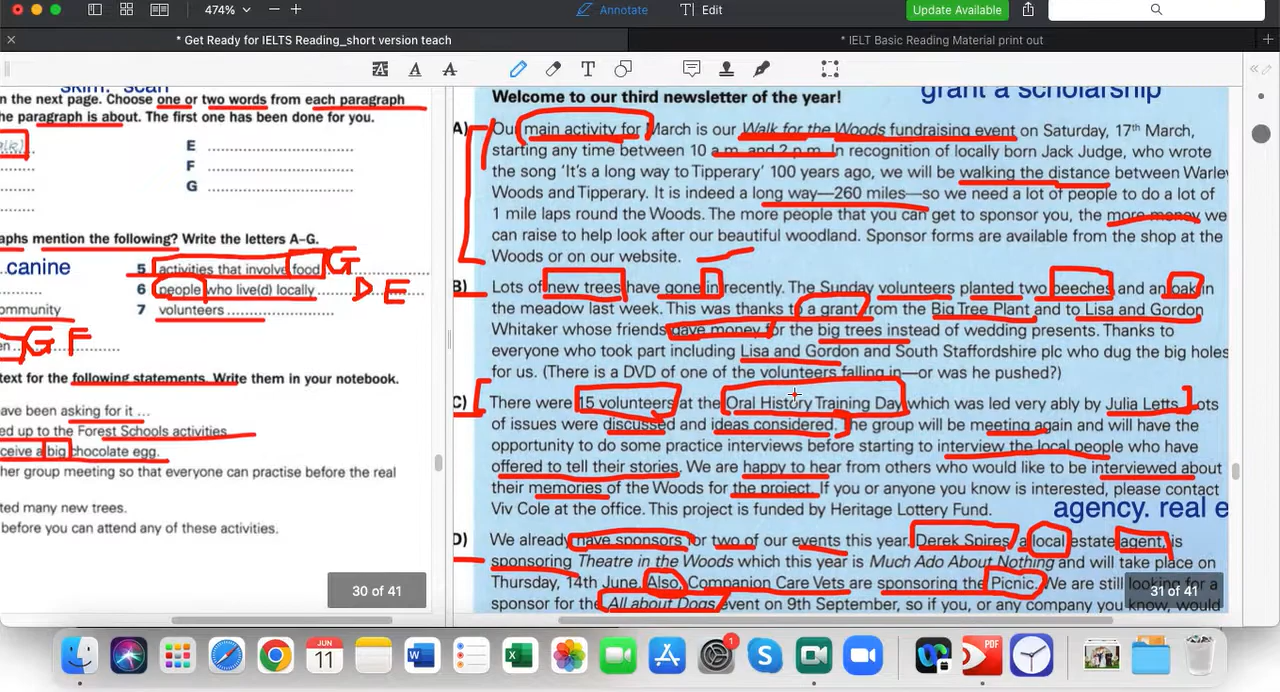 474%
Annotate
Edit
Update Available
* Get Ready for IELTS Reading_short version teach
* IELT Basic Reading Material print out
skim. scan
n the next page. Choose one or two words from each paragraph
he paragraph is about. The first one has been done for you.
E
F
G
aphs mention the following? Write the letters A–G.
canine
5 activities that involve food G
6 people who live(d) locally D E
7 volunteers
ommunity
en G F
text for the following statements. Write them in your notebook.
ave been asking for it ...
ed up to the Forest Schools activities
ceive a big chocolate egg.
her group meeting so that everyone can practise before the real
ted many new trees.
before you can attend any of these activities.
30 of 41
grant a scholarship
Welcome to our third newsletter of the year!
A) Our main activity for March is our Walk for the Woods fundraising event on Saturday, 17th March,
starting any time between 10 a.m. and 2 p.m. In recognition of locally born Jack Judge, who wrote
the song ‘It’s a long way to Tipperary’ 100 years ago, we will be walking the distance between Warley
Woods and Tipperary. It is indeed a long way—260 miles—so we need a lot of people to do a lot of
1 mile laps round the Woods. The more people that you can get to sponsor you, the more money we
can raise to help look after our beautiful woodland. Sponsor forms are available from the shop at the
Woods or on our website.
B) Lots of new trees have gone in recently. The Sunday volunteers planted two beeches and an oak in
the meadow last week. This was thanks to a grant from the Big Tree Plant and to Lisa and Gordon
Whitaker whose friends gave money for the big trees instead of wedding presents. Thanks to
everyone who took part including Lisa and Gordon and South Staffordshire plc who dug the big holes
for us. (There is a DVD of one of the volunteers falling in—or was he pushed?)
C) There were 15 volunteers at the Oral History Training Day which was led very ably by Julia Letts. Lots
of issues were discussed and ideas considered. The group will be meeting again and will have the
opportunity to do some practice interviews before starting to interview the local people who have
offered to tell their stories. We are happy to hear from others who would like to be interviewed about
their memories of the Woods for the project. If you or anyone you know is interested, please contact
Viv Cole at the office. This project is funded by Heritage Lottery Fund.
agency. real e
D) We already have sponsors for two of our events this year. Derek Spires, a local estate agent, is
sponsoring Theatre in the Woods which this year is Much Ado About Nothing and will take place on
Thursday, 14th June. Also, Companion Care Vets are sponsoring the Picnic. We are still looking for a
sponsor for the All about Dogs event on 9th September, so if you, or any company you know, would
31 of 41
JUN
11
1
PDF